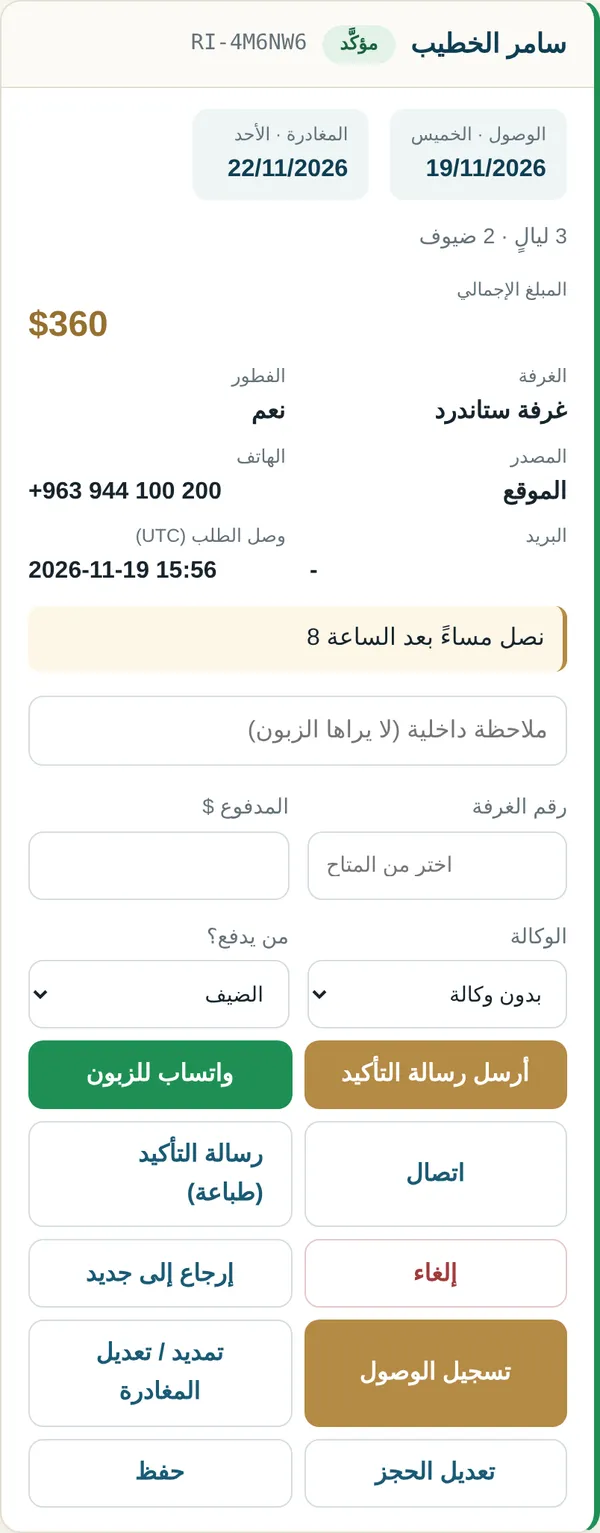 سامر الخطيب مؤكَّد RI-4M6NW6
الوصول · الخميس
19/11/2026
المغادرة · الأحد
22/11/2026
3 ليالٍ · 2 ضيوف
المبلغ الإجمالي
$360
الغرفة
غرفة ستاندرد
الفطور
نعم
المصدر
الموقع
الهاتف
+963 944 100 200
البريد
-
وصل الطلب (UTC)
2026-11-19 15:56
نصل مساءً بعد الساعة 8
ملاحظة داخلية (لا يراها الزبون)
رقم الغرفة
اختر من المتاح
المدفوع $
الوكالة
بدون وكالة
من يدفع؟
الضيف
أرسل رسالة التأكيد
واتساب للزبون
اتصال
رسالة التأكيد
(طباعة)
إلغاء
إرجاع إلى جديد
تسجيل الوصول
تمديد / تعديل
المغادرة
تعديل الحجز
حفظ